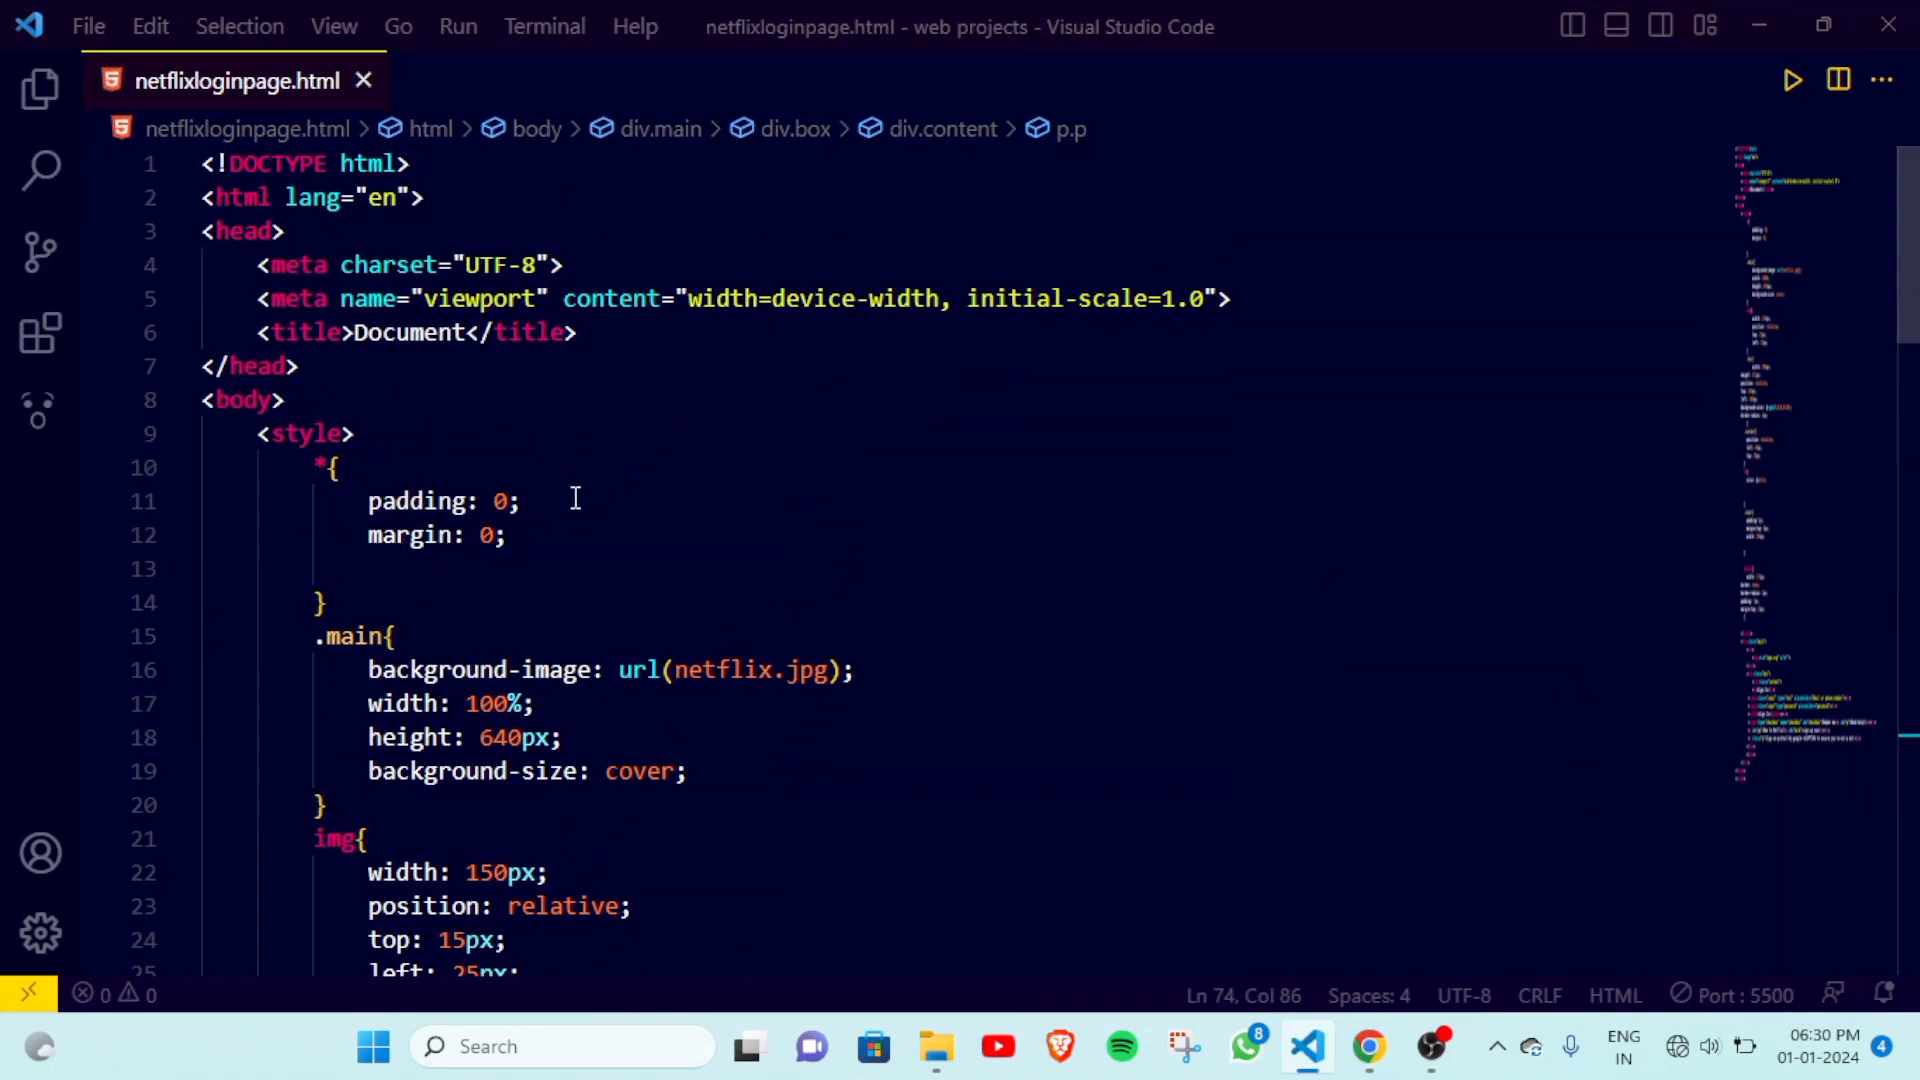 File Edit Selection View Go Run Terminal Help netflixloginpage.html - web projects - Visual Studio Code
netflixloginpage.html
netflixloginpage.html > html > body > div.main > div.box > div.content > p.p
1 <!DOCTYPE html>
2 <html lang="en">
3 <head>
4 <meta charset="UTF-8">
5 <meta name="viewport" content="width=device-width, initial-scale=1.0">
6 <title>Document</title>
7 </head>
8 <body>
9 <style>
10 *{
11 padding: 0;
12 margin: 0;
13
14 }
15 .main{
16 background-image: url(netflix.jpg);
17 width: 100%;
18 height: 640px;
19 background-size: cover;
20 }
21 img{
22 width: 150px;
23 position: relative;
24 top: 15px;
25 left: 25px;
0 0 Ln 74, Col 86 Spaces: 4 UTF-8 CRLF HTML Port : 5500
Search 8 ENG 06:30 PM
IN 01-01-2024 4